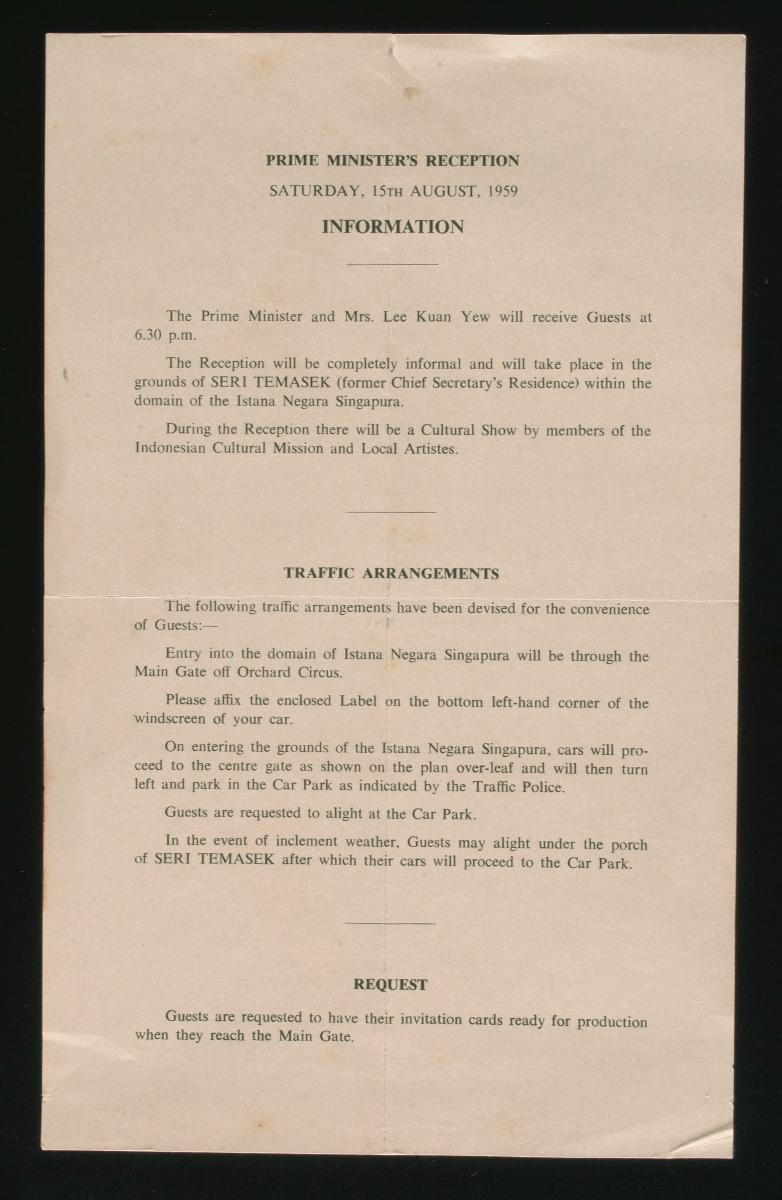 PRIME MINISTER'S RECEPTION
SATURDAY, 15TH AUGUST, 1959
INFORMATION
The Prime Minister and Mrs. Lee Kuan Yew will receive Guests at
6.30 p.m.
The Reception will be completely informal and will take place in the
grounds of SERI TEMASEK (former Chief Secretary's Residence) within the
domain of the Istana Negara Singapura.
During the Reception there will be a Cultural Show by members of the
Indonesian Cultural Mission and Local Artistes.
TRAFFIC ARRANGEMENTS
The following traffic arrangements have been devised for the convenience
of Guests:—
Entry into the domain of Istana Negara Singapura will be through the
Main Gate off Orchard Circus.
Please affix the enclosed Label on the bottom left-hand corner of the
windscreen of your car.
On entering the grounds of the Istana Negara Singapura, cars will pro-
ceed to the centre gate as shown on the plan over-leaf and will then turn
left and park in the Car Park as indicated by the Traffic Police.
Guests are requested to alight at the Car Park.
In the event of inclement weather, Guests may alight under the porch
of SERI TEMASEK after which their cars will proceed to the Car Park.
REQUEST
Guests are requested to have their invitation cards ready for production
when they reach the Main Gate.